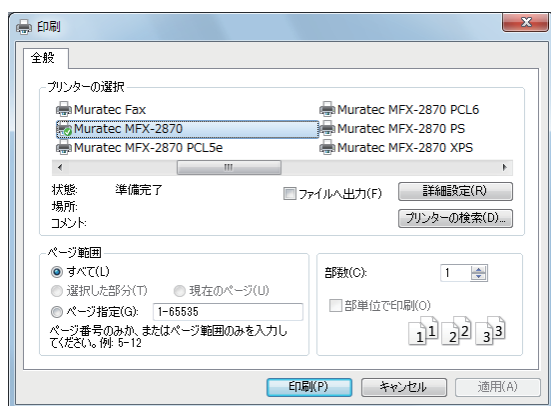 印刷
全般
プリンターの選択
Muratec Fax
Muratec MFX-2870 PCL6
Muratec MFX-2870
Muratec MFX-2870 PS
Muratec MFX-2870 PCL5e
Muratec MFX-2870 XPS
状態: 準備完了
場所:
コメント:
ファイルへ出力(F)
詳細設定(R)
プリンターの検索(D)...
ページ範囲
すべて(L)
選択した部分(T) 現在のページ(U)
ページ指定(G): 1-65535
ページ番号のみか、またはページ範囲のみを入力し
てください。例: 5-12
部数(C): 1
部単位で印刷(O)
1 1 2 2 3 3
印刷(P) キャンセル 適用(A)